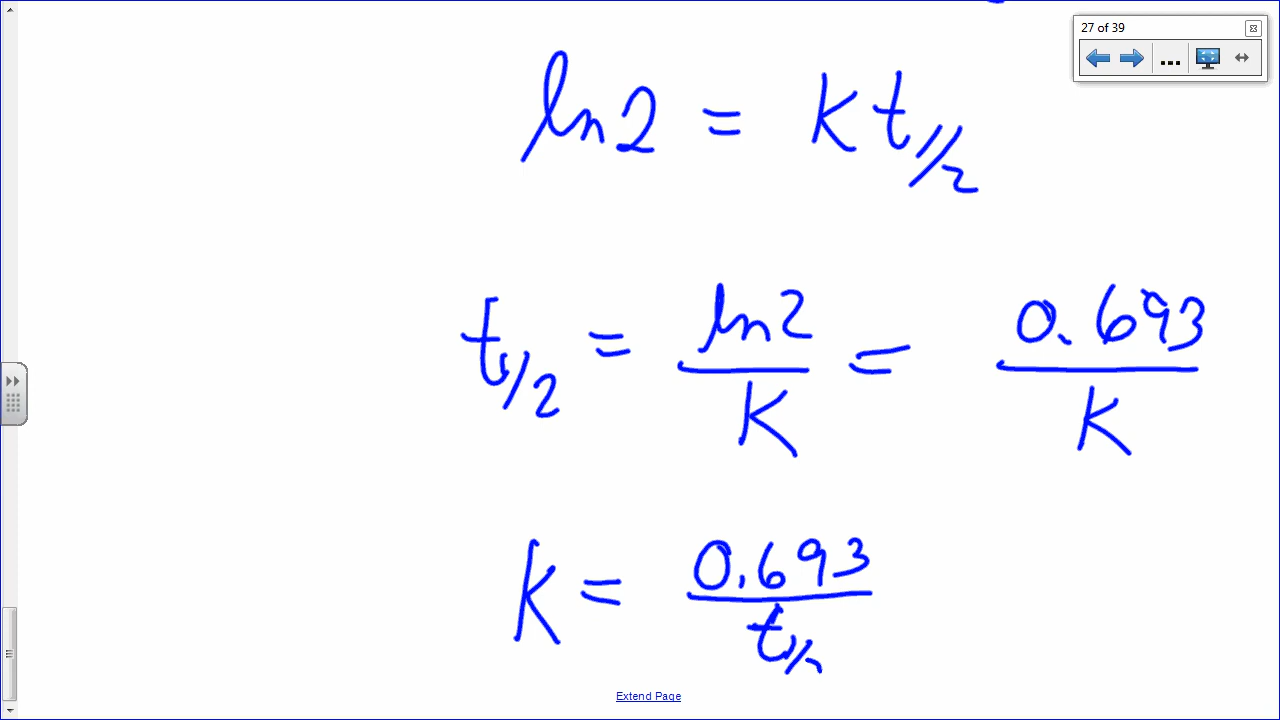 27 of 39
ln2 = kt1/2
t1/2 = ln2/K = 0.693/K
k = 0.693/t1/2
Extend Page